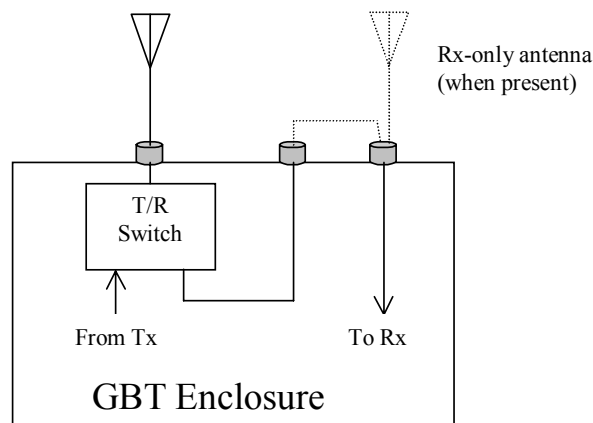 Rx-only antenna
(when present)
T/R
Switch
From Tx
To Rx
GBT Enclosure